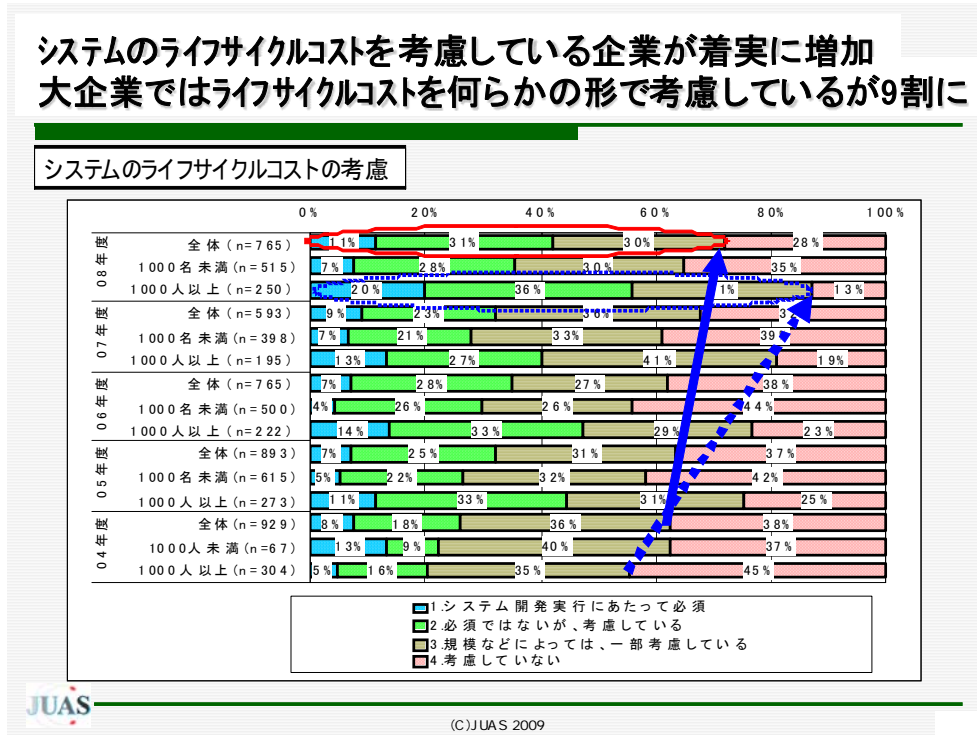 システムのライフサイクルコストを考慮している企業が着実に増加
大企業ではライフサイクルコストを何らかの形で考慮しているが9割に
システムのライフサイクルコストの考慮
0% 20% 40% 60% 80% 100%
08年度
全体(n=765) 11% 31% 30% 28%
1000名未満(n=515) 7% 28% 30% 35%
1000人以上(n=250) 20% 36% 1% 13%
07年度
全体(n=593) 9% 23% 36%
1000名未満(n=398) 7% 21% 33% 39
1000人以上(n=195) 13% 27% 41% 19%
06年度
全体(n=765) 7% 28% 27% 38%
1000名未満(n=500) 4% 26% 26% 44%
1000人以上(n=222) 14% 33% 29% 23%
05年度
全体(n=893) 7% 25% 31% 37%
1000名未満(n=615) 5% 22% 32% 42%
1000人以上(n=273) 11% 33% 31% 25%
04年度
全体(n=929) 8% 18% 36% 38%
1000人未満(n=67) 13% 9% 40% 37%
1000人以上(n=304) 5% 16% 35% 45%
1.システム開発実行にあたって必須
2.必須ではないが、考慮している
3.規模などによっては、一部考慮している
4.考慮していない
JUAS
(C)JUAS 2009